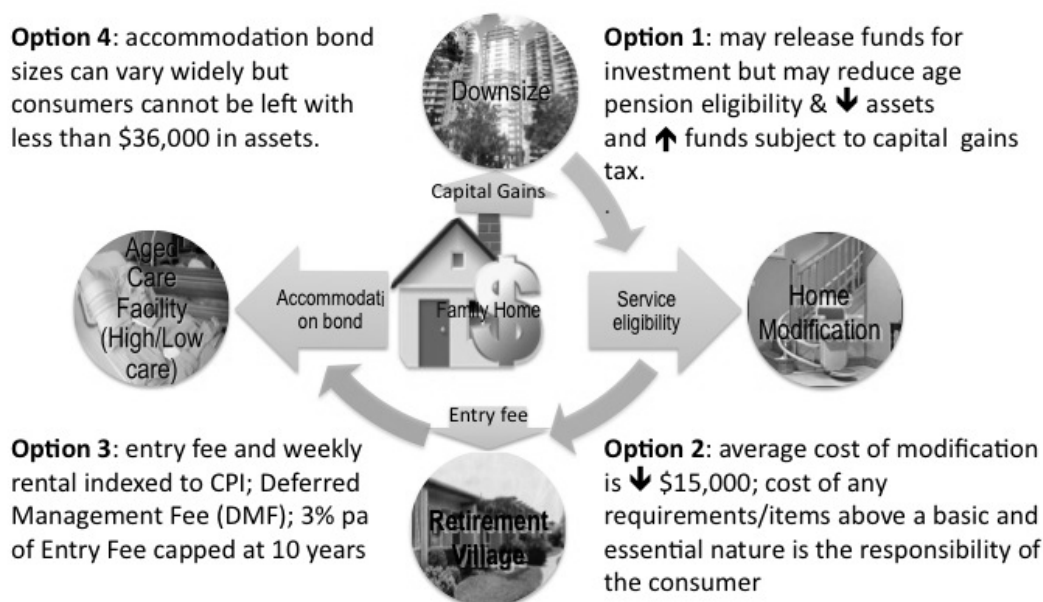 Option 4: accommodation bond
sizes can vary widely but
consumers cannot be left with
less than $36,000 in assets.
Downsize
Option 1: may release funds for
investment but may reduce age
pension eligibility & ↓ assets
and ↑ funds subject to capital gains
tax.
.
Capital Gains
Aged
Care
Facility
(High/Low
care)
Accommodati
on bond
Family Home
$
Service
eligibility
Home
Modification
Entry fee
Option 3: entry fee and weekly
rental indexed to CPI; Deferred
Management Fee (DMF); 3% pa
of Entry Fee capped at 10 years
Retirement
Village
Option 2: average cost of modification
is ↓ $15,000; cost of any
requirements/items above a basic and
essential nature is the responsibility of
the consumer